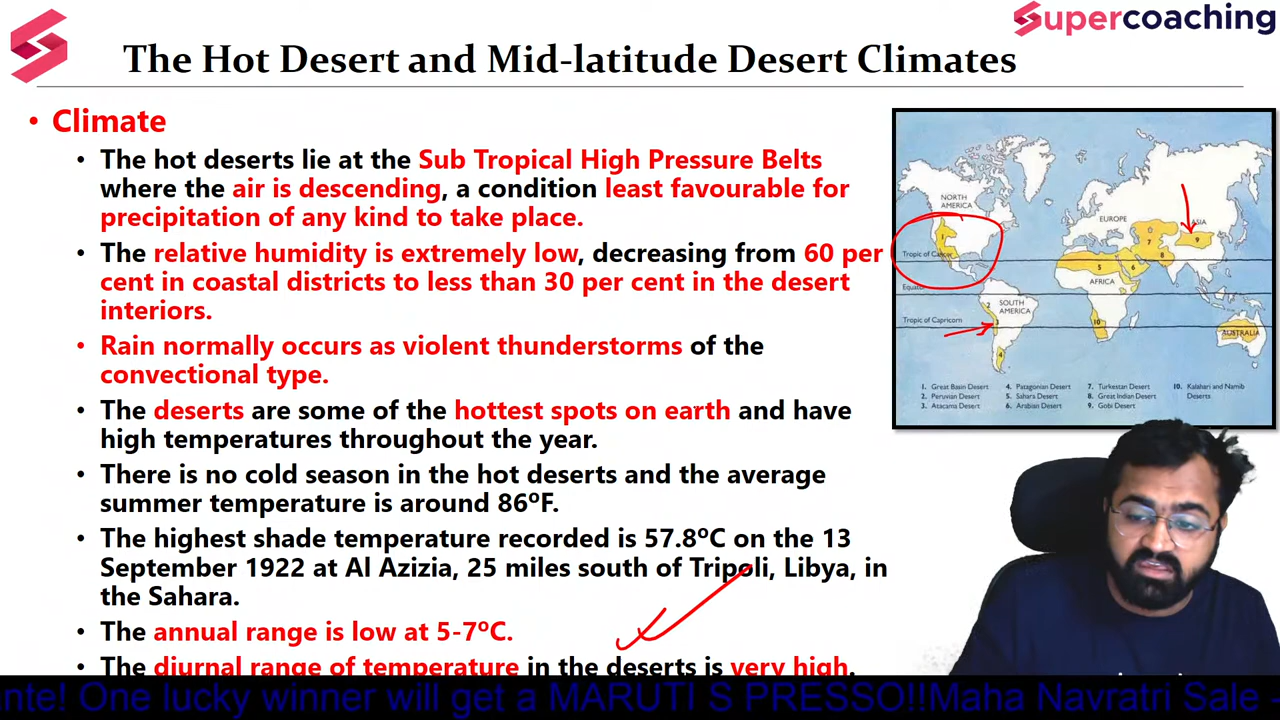 Supercoaching
The Hot Desert and Mid-latitude Desert Climates
• Climate
• The hot deserts lie at the Sub Tropical High Pressure Belts
where the air is descending, a condition least favourable for
precipitation of any kind to take place.
• The relative humidity is extremely low, decreasing from 60 per
cent in coastal districts to less than 30 per cent in the desert
interiors.
• Rain normally occurs as violent thunderstorms of the
convectional type.
• The deserts are some of the hottest spots on earth and have
high temperatures throughout the year.
• There is no cold season in the hot deserts and the average
summer temperature is around 86ºF.
• The highest shade temperature recorded is 57.8ºC on the 13
September 1922 at Al Azizia, 25 miles south of Tripoli, Libya, in
the Sahara.
• The annual range is low at 5-7ºC.
• The diurnal range of temperature in the deserts is very high.
NORTH
AMERICA
EUROPE
ASIA
1
7
9
Tropic of Cancer
8
5
6
AFRICA
Equator
2
SOUTH
AMERICA
Tropic of Capricorn
3
10
AUSTRALIA
4
1. Great Basin Desert
2. Peruvian Desert
3. Atacama Desert
4. Patagonian Desert
5. Sahara Desert
6. Arabian Desert
7. Turkestan Desert
8. Great Indian Desert
9. Gobi Desert
10. Kalahari and Namib
Deserts
nte! One lucky winner will get a MARUTI S PRESSO!!Maha Navratri Sale -